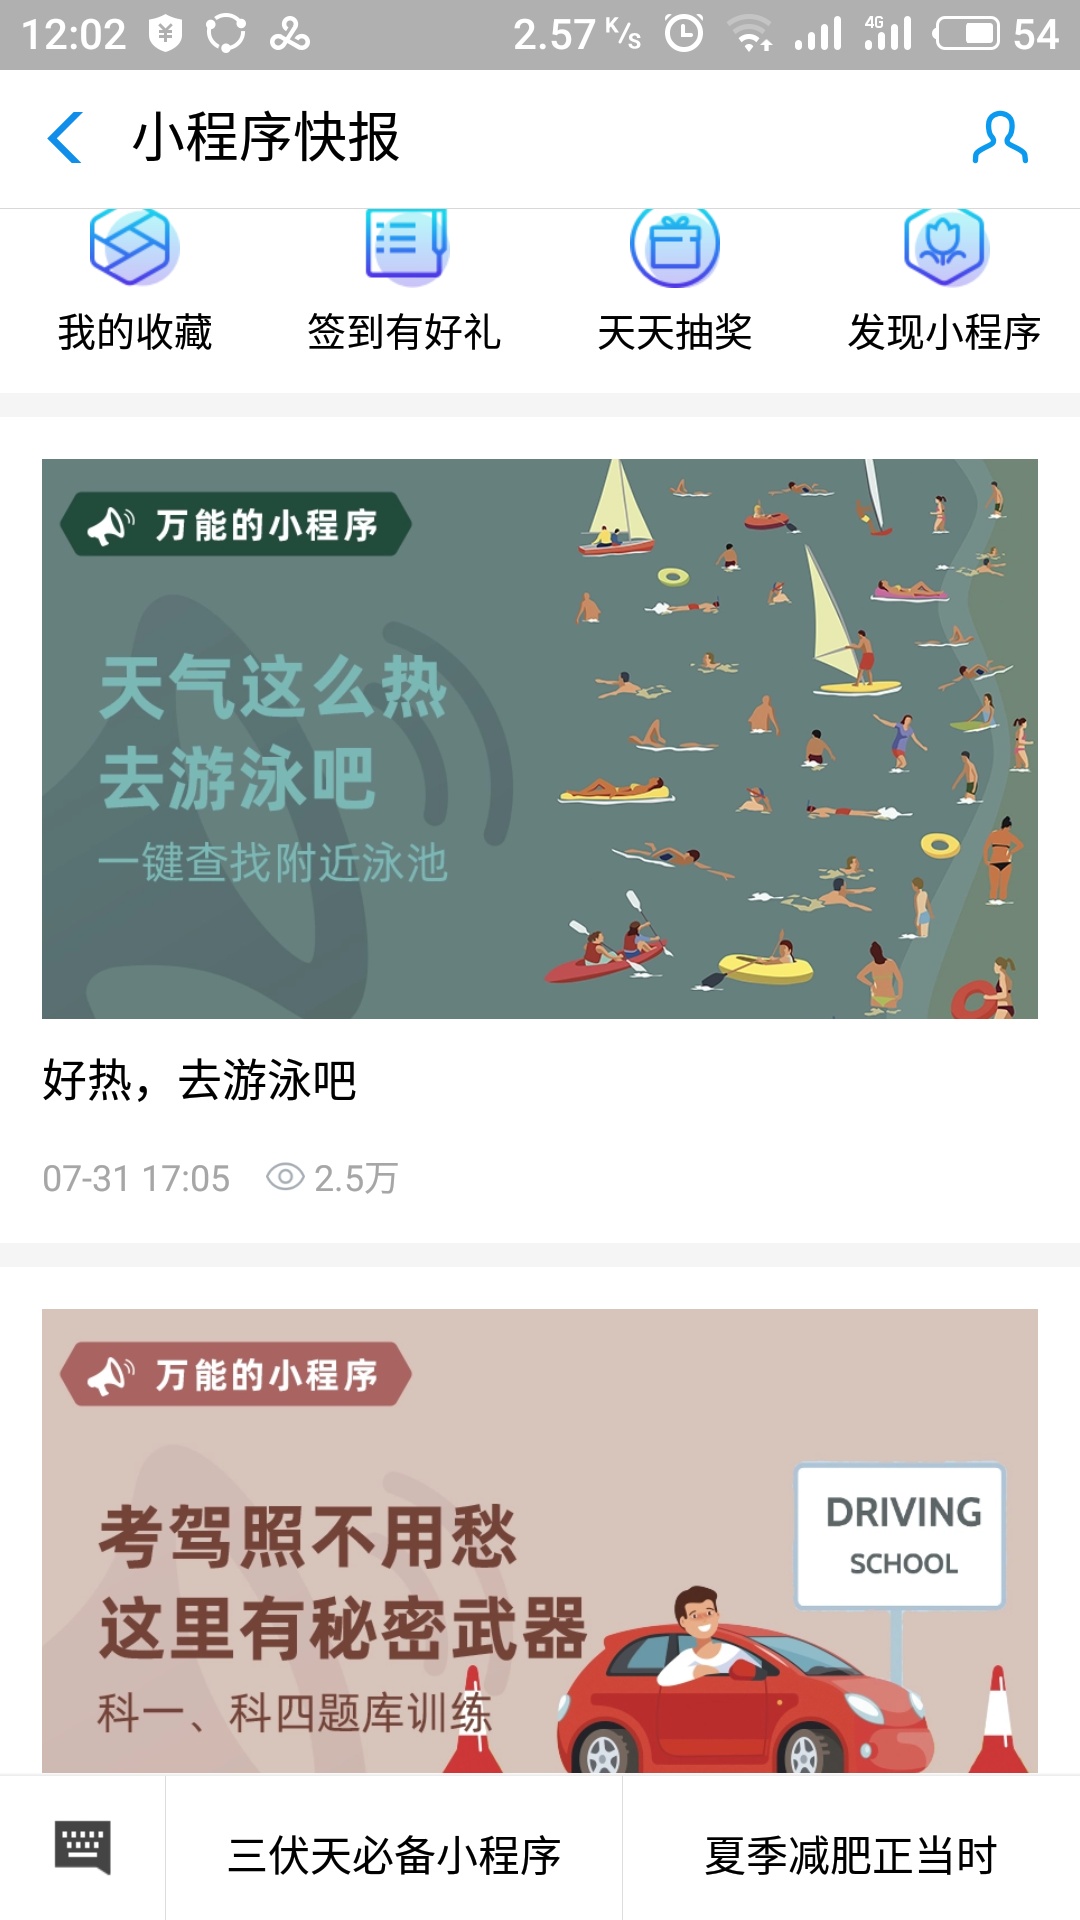 12:02 2.57 K/s 4G 54
小程序快报
我的收藏 签到有好礼 天天抽奖 发现小程序
万能的小程序
天气这么热
去游泳吧
一键查找附近泳池
好热，去游泳吧
07-31 17:05 2.5万
万能的小程序
考驾照不用愁
这里有秘密武器
科一、科四题库训练
DRIVING
SCHOOL
三伏天必备小程序 夏季减肥正当时